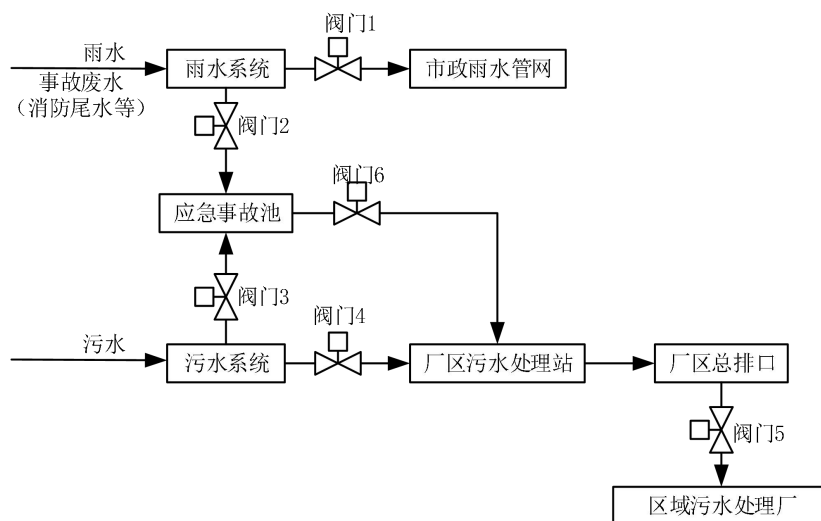 阀门1
雨水
雨水系统
市政雨水管网
事故废水
（消防尾水等）
阀门2
阀门6
应急事故池
阀门3
阀门4
污水
污水系统
厂区污水处理站
厂区总排口
阀门5
区域污水处理厂